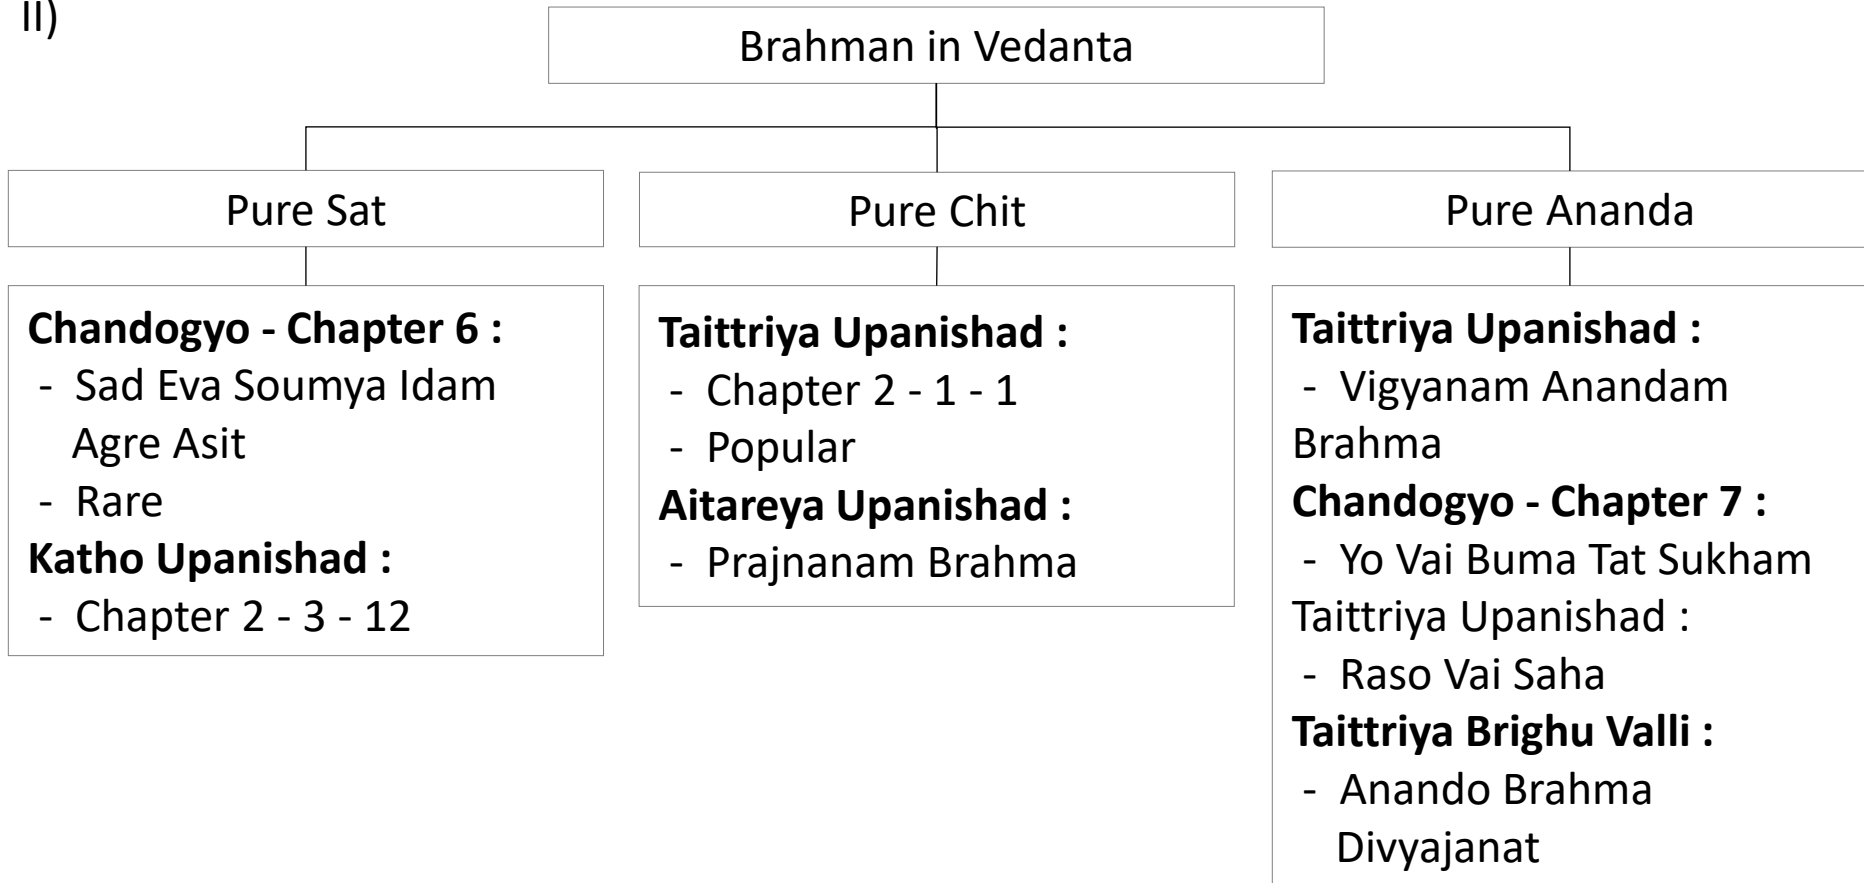 II)
Brahman in Vedanta
Pure Sat
Chandogyo - Chapter 6 :
- Sad Eva Soumya Idam
Agre Asit
- Rare
Katho Upanishad :
- Chapter 2 - 3 - 12
Pure Chit
Taittriya Upanishad :
- Chapter 2 - 1 - 1
- Popular
Aitareya Upanishad :
- Prajnanam Brahma
Pure Ananda
Taittriya Upanishad :
- Vigyanam Anandam
Brahma
Chandogyo - Chapter 7 :
- Yo Vai Buma Tat Sukham
Taittriya Upanishad :
- Raso Vai Saha
Taittriya Brighu Valli :
- Anando Brahma
Divyajanat